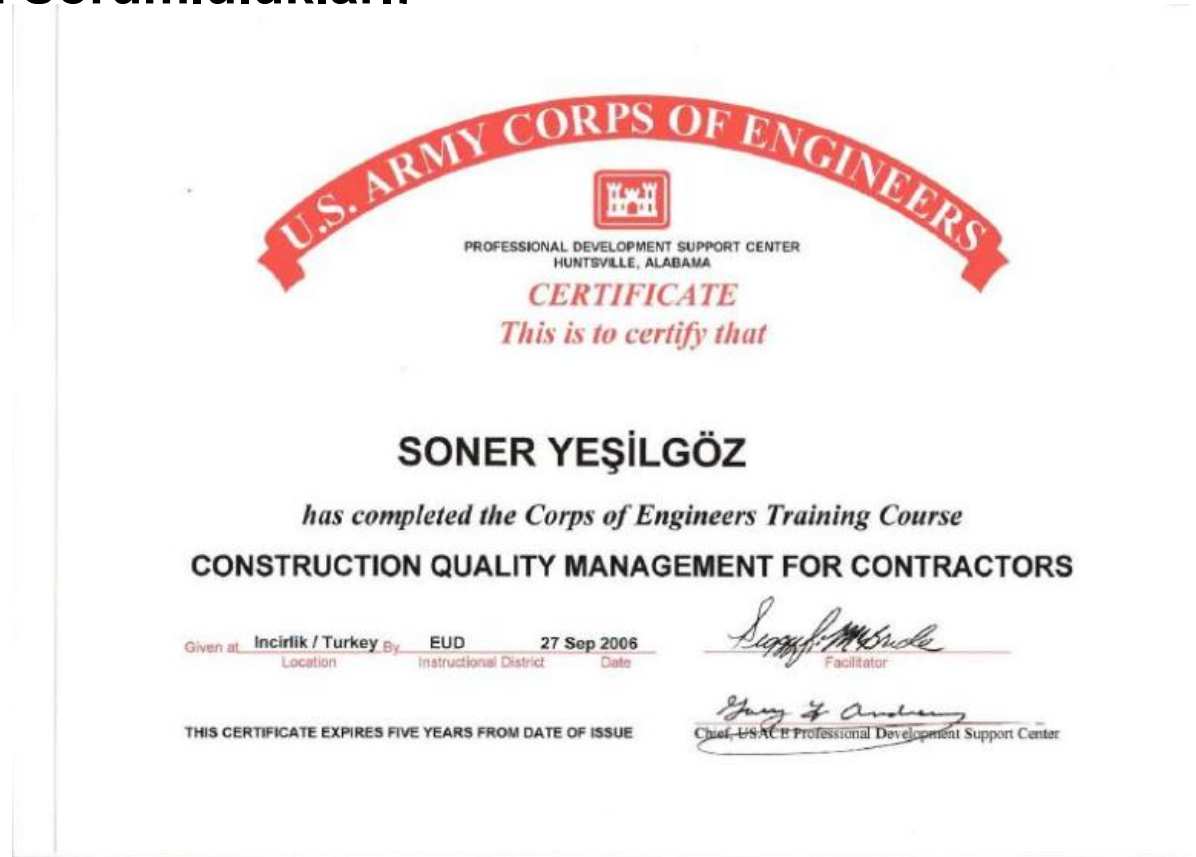 U.S. ARMY CORPS OF ENGINEERS
PROFESSIONAL DEVELOPMENT SUPPORT CENTER
HUNTSVILLE, ALABAMA
CERTIFICATE
This is to certify that
SONER YEŞİLGÖZ
has completed the Corps of Engineers Training Course
CONSTRUCTION QUALITY MANAGEMENT FOR CONTRACTORS
Given at Incirlik / Turkey By EUD 27 Sep 2006
Location Instructional District Date
Facilitator
THIS CERTIFICATE EXPIRES FIVE YEARS FROM DATE OF ISSUE
Chief, USACE Professional Development Support Center